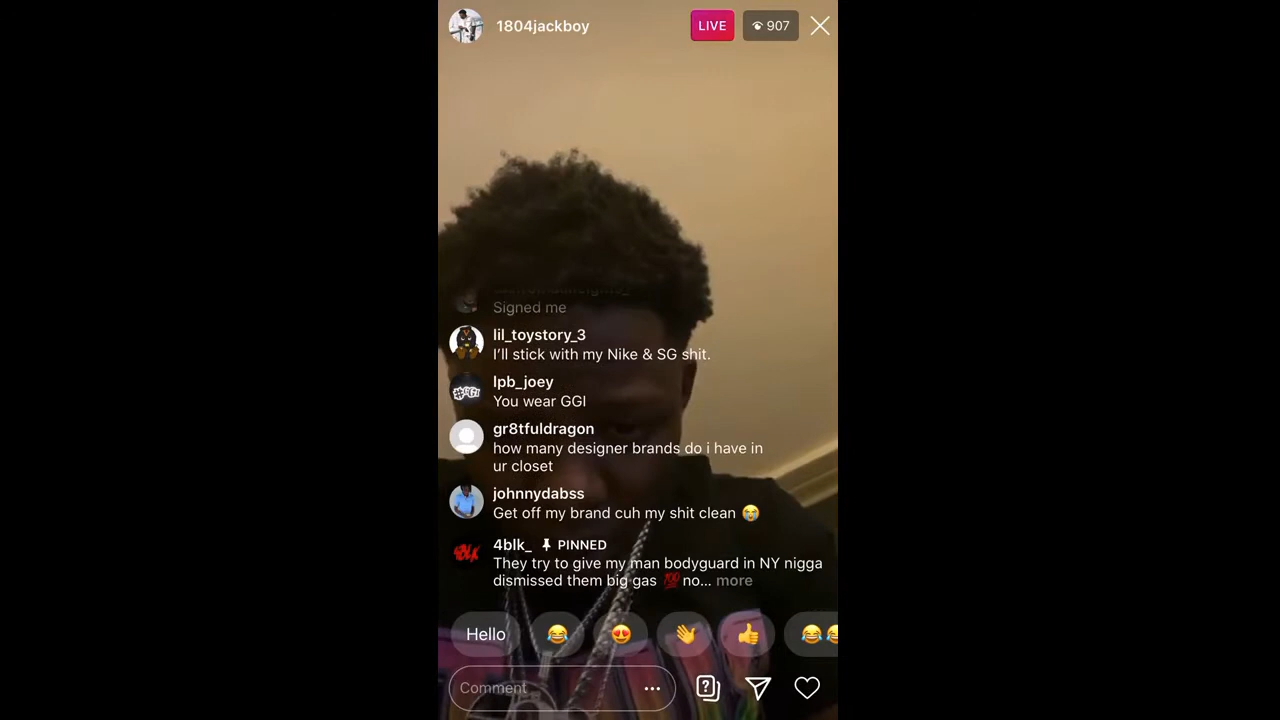 1804jackboy
LIVE
907
Signed me
lil_toystory_3
I'll stick with my Nike & SG shit.
lpb_joey
You wear GGI
gr8tfuldragon
how many designer brands do i have in
ur closet
johnnydabss
Get off my brand cuh my shit clean 😭
4blk_ PINNED
They try to give my man bodyguard in NY nigga
dismissed them big gas 💯 no... more
Hello 😂 😍 👋 👍 😂😂
Comment